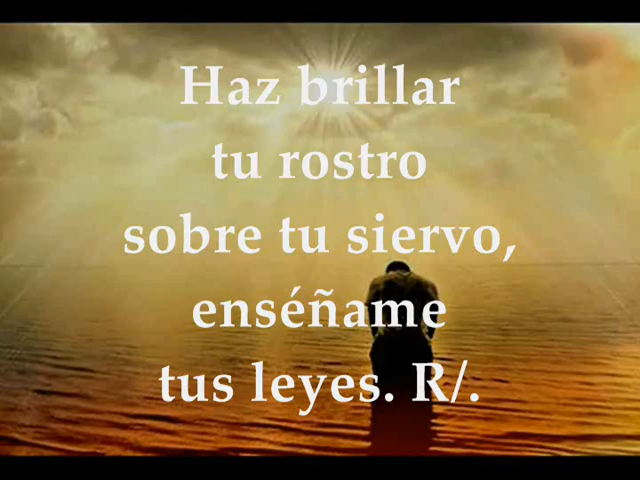 Haz brillar
tu rostro
sobre tu siervo,
enséñame
tus leyes. R/.